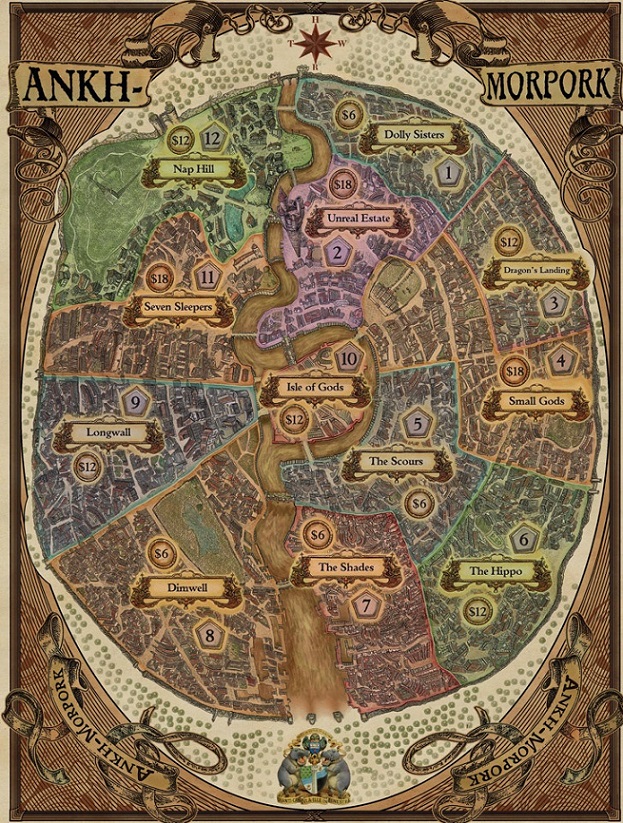 H
T W
R
ANKH-
MORPORK
$6
Dolly Sisters
1
$12 12
Nap Hill
$18
Unreal Estate
2
$12
Dragon's Landing
3
$18 11
Seven Sleepers
10
Isle of Gods
$12
$18 4
Small Gods
9
Longwall
$12
5
The Scours
$6
$6
Dimwell
8
$6
The Shades
7
6
The Hippo
$12
ANKH-MORPORK
ANKH-MORPORK